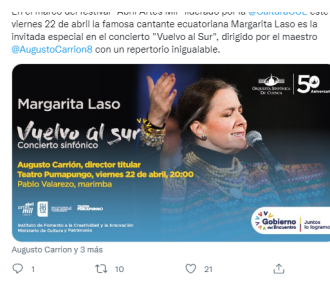 En el marco del festival "Abril Artes Mil" liderado por la @CulturaUCE este
viernes 22 de abril la famosa cantante ecuatoriana Margarita Laso es la
invitada especial en el concierto "Vuelvo al Sur", dirigido por el maestro
@AugustoCarrion8 con un repertorio inigualable.
ORQUESTA SINFÓNICA
DE CUENCA
50
Aniversario
Margarita Laso
Vuelvo al sur
Concierto sinfónico
Augusto Carrión, director titular
Teatro Pumapungo, viernes 22 de abril, 20:00
Pablo Valarezo, marimba
Instituto de Fomento a la Creatividad y la Innovación
Ministerio de Cultura y Patrimonio
Gobierno
del Encuentro
Juntos
lo logramos
Augusto Carrion y 3 más
1
10
21